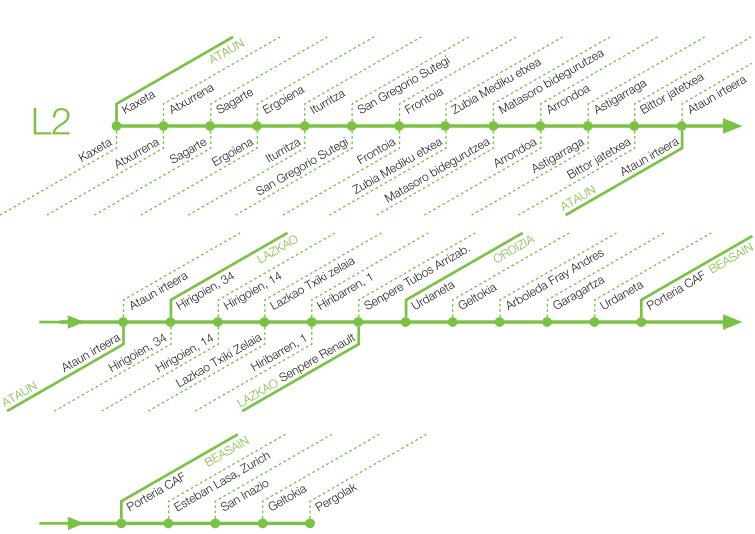 L2
ATAUN
Kaxeta
Atxurrena
Sagarte
Ergoiena
Iturritza
San Gregorio Sutegi
Frontoia
Zubia Mediku etxea
Matasoro bidegurutzea
Arrondoa
Astigarraga
Bittor jatetxea
Ataun irteera
Kaxeta
Atxurrena
Sagarte
Ergoiena
Iturritza
San Gregorio Sutegi
Frontoia
Zubia Mediku etxea
Matasoro bidegurutzea
Arrondoa
Astigarraga
Bittor jatetxea
Ataun irteera
ATAUN
Ataun irteera
LAZKAO
Hirigoien, 34
Hirigoien, 14
Lazkao Txiki zelaia
Hiribarren, 1
Senpere Tubos Arrizab.
ORDIZIA
Urdaneta
Geltokia
Arboleda Fray Andres
Garagartza
Urdaneta
Porteria CAF
BEASAIN
ATAUN
Ataun irteera
Hirigoien, 34
Hirigoien, 14
Lazkao Txiki Zelaia
Hiribarren, 1
LAZKAO
Senpere Renault
BEASAIN
Porteria CAF
Esteban Lasa, Zurich
San Inazio
Geltokia
Pergolak